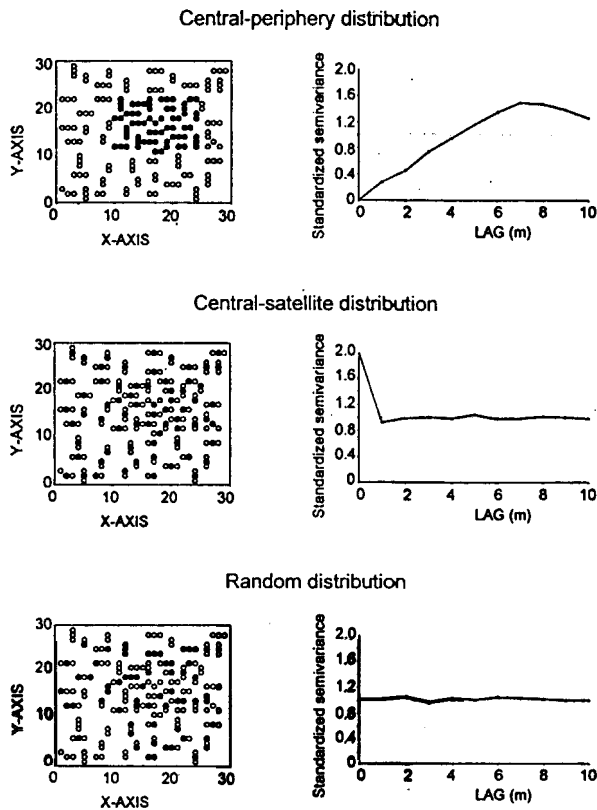 Central-periphery distribution
Y-AXIS
30
20
10
0
0 10 20 30
X-AXIS
Standardized semivariance
2.0
1.6
1.2
0.8
0.4
0
0 2 4 6 8 10
LAG (m)
Central-satellite distribution
Y-AXIS
30
20
10
0
0 10 20 30
X-AXIS
Standardized semivariance
2.0
1.6
1.2
0.8
0.4
0
0 2 4 6 8 10
LAG (m)
Random distribution
Y-AXIS
30
20
10
0
0 10 20 30
X-AXIS
Standardized semivariance
2.0
1.6
1.2
0.8
0.4
0
0 2 4 6 8 10
LAG (m)